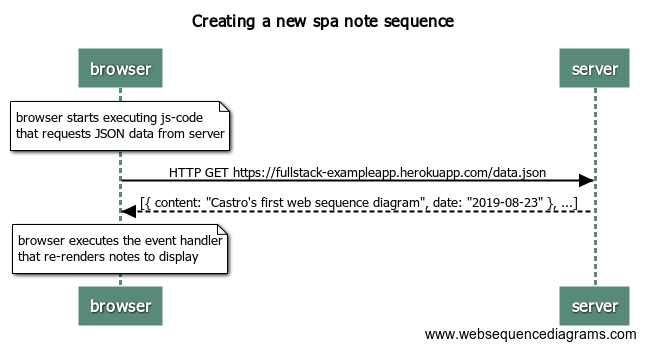 Creating a new spa note sequence
browser
server
browser starts executing js-code
that requests JSON data from server
HTTP GET https://fullstack-exampleapp.herokuapp.com/data.json
[{ content: "Castro's first web sequence diagram", date: "2019-08-23" }, ...]
browser executes the event handler
that re-renders notes to display
browser
server
www.websequencediagrams.com